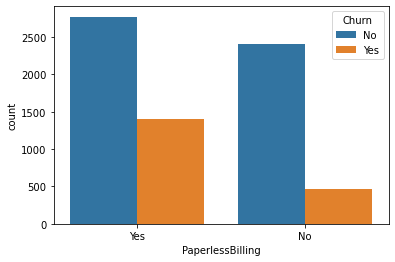 Churn
No
Yes
2500
2000
1500
1000
500
0
count
Yes
No
PaperlessBilling